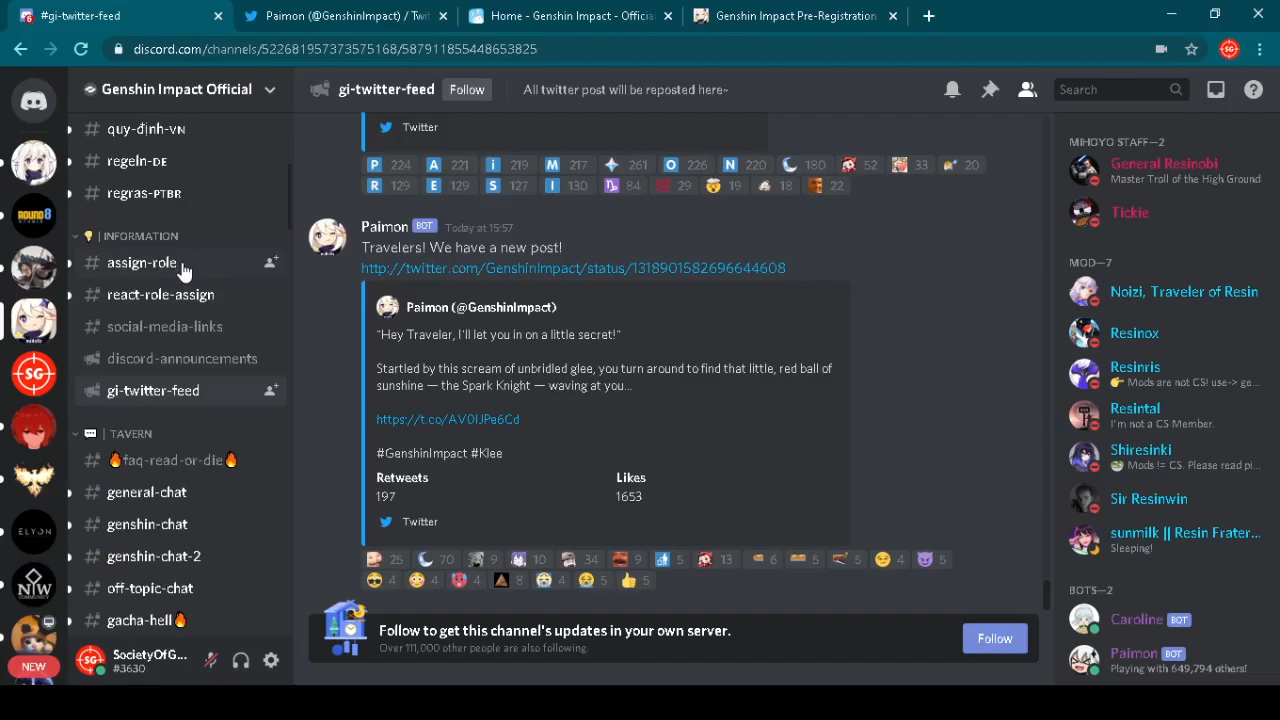 #gi-twitter-feed
Paimon (@GenshinImpact) / Twi
Home - Genshin Impact - Officia
Genshin Impact Pre-Registration
discord.com/channels/522681957373575168/587911855448653825
SG
Genshin Impact Official
quy-định-VN
regeln-DE
regras-PTBR
INFORMATION
assign-role
react-role-assign
social-media-links
discord-announcements
gi-twitter-feed
TAVERN
faq-read-or-die
general-chat
genshin-chat
genshin-chat-2
off-topic-chat
gacha-hell
SocietyOfG...
#3630
ROUND8
SG
ELYON
NW
NEW
gi-twitter-feed
Follow
All twitter post will be reposted here~
Search
Twitter
P 224 A 221 i 219 M 217 261 O 226 N 220 180 52 33 20
R 129 E 129 S 127 I 130 84 29 19 18 22
Paimon BOT Today at 15:57
Travelers! We have a new post!
http://twitter.com/GenshinImpact/status/1318901582696644608
Paimon (@GenshinImpact)
"Hey Traveler, I'll let you in on a little secret!"
Startled by this scream of unbridled glee, you turn around to find that little, red ball of
sunshine — the Spark Knight — waving at you...
https://t.co/AV0IJPe6Cd
#GenshinImpact #Klee
Retweets Likes
197 1653
Twitter
25 70 9 10 34 9 5 13 6 5 5 4 5
4 4 4 8 4 5 5
Follow to get this channel's updates in your own server.
Over 111,000 other people are also following.
Follow
MIHOYO STAFF—2
General Resinobi
Master Troll of the High Ground
Tickie
MOD—7
Noizi, Traveler of Resin
Resinox
Resinris
Mods are not CS! use-> ge...
Resintal
I'm not a CS Member.
Shiresinki
Mods != CS. Please read pi...
Sir Resinwin
sunmilk || Resin Frater...
Sleeping!
BOTS—2
Caroline BOT
Paimon BOT
Playing with 649,794 others!